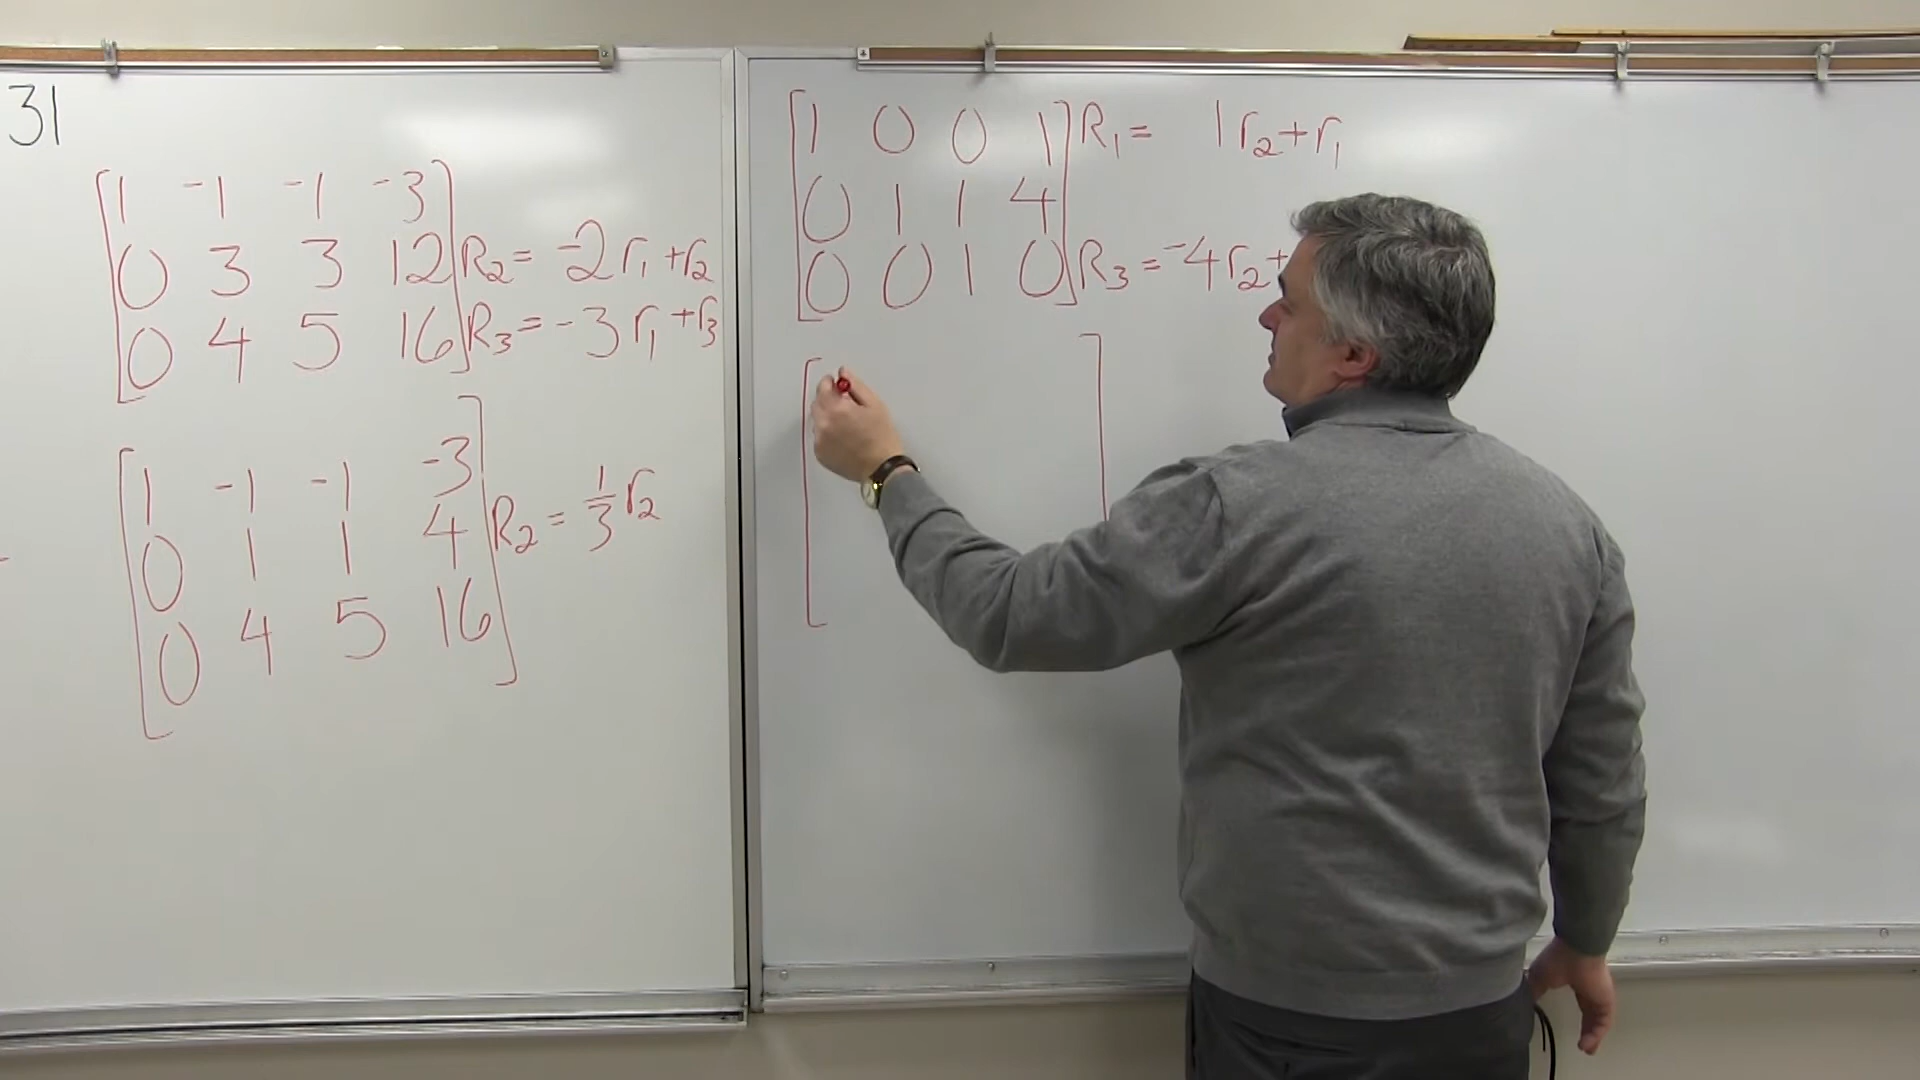 31
1 -1 -1 -3
0 3 3 12 R2 = -2r1 + r2
0 4 5 16 R3 = -3r1 + r3
1 -1 -1 -3
0 1 1 4 R2 = 1/3 r2
0 4 5 16
1 0 0 1 R1 = 1r2 + r1
0 1 1 4
0 0 1 0 R3 = -4r2 +